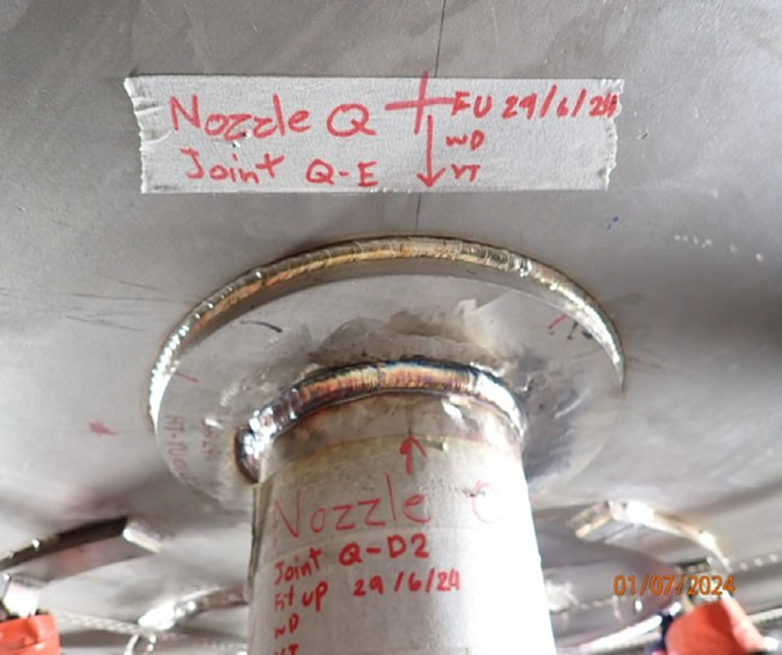 Nozzle Q FU 29/6/24
WD
Joint Q-E VT
Nozzle
Joint Q-D2
Fit up 29/6/24
WD
VT
01/07/2024